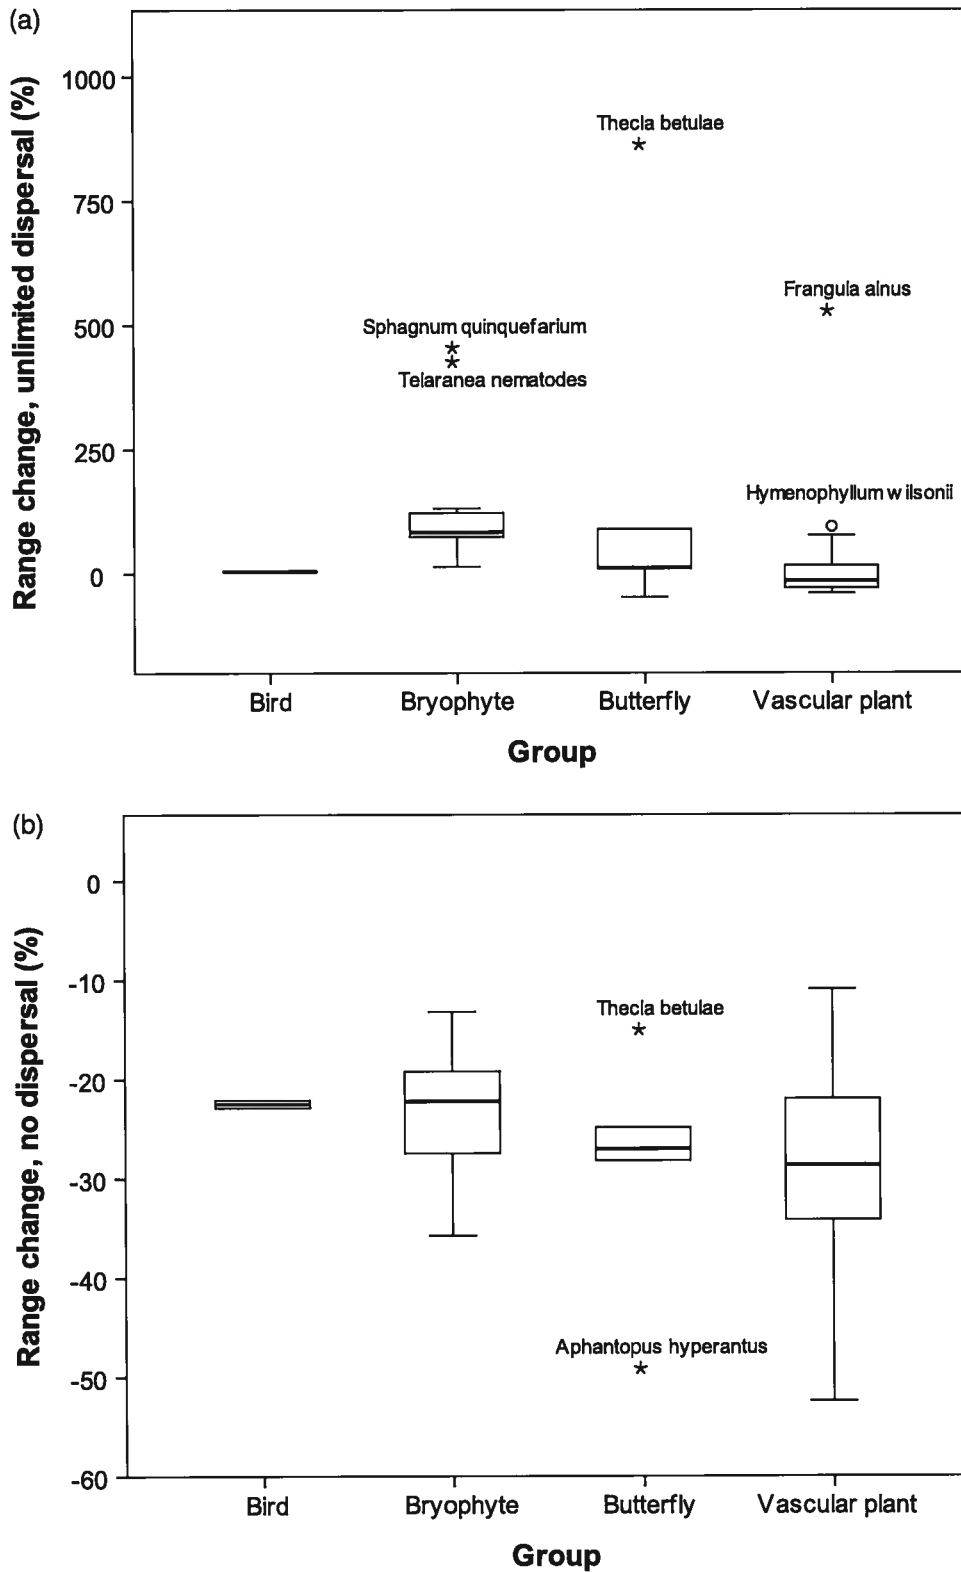 (a)
Range change, unlimited dispersal (%)
1000
750
500
250
0
Thecla betulae
Frangula alnus
Sphagnum quinquefarium
Telaranea nematodes
Hymenophyllum wilsonii
Bird
Bryophyte
Butterfly
Vascular plant
Group
(b)
Range change, no dispersal (%)
0
-10
-20
-30
-40
-50
-60
Thecla betulae
Aphantopus hyperantus
Bird
Bryophyte
Butterfly
Vascular plant
Group